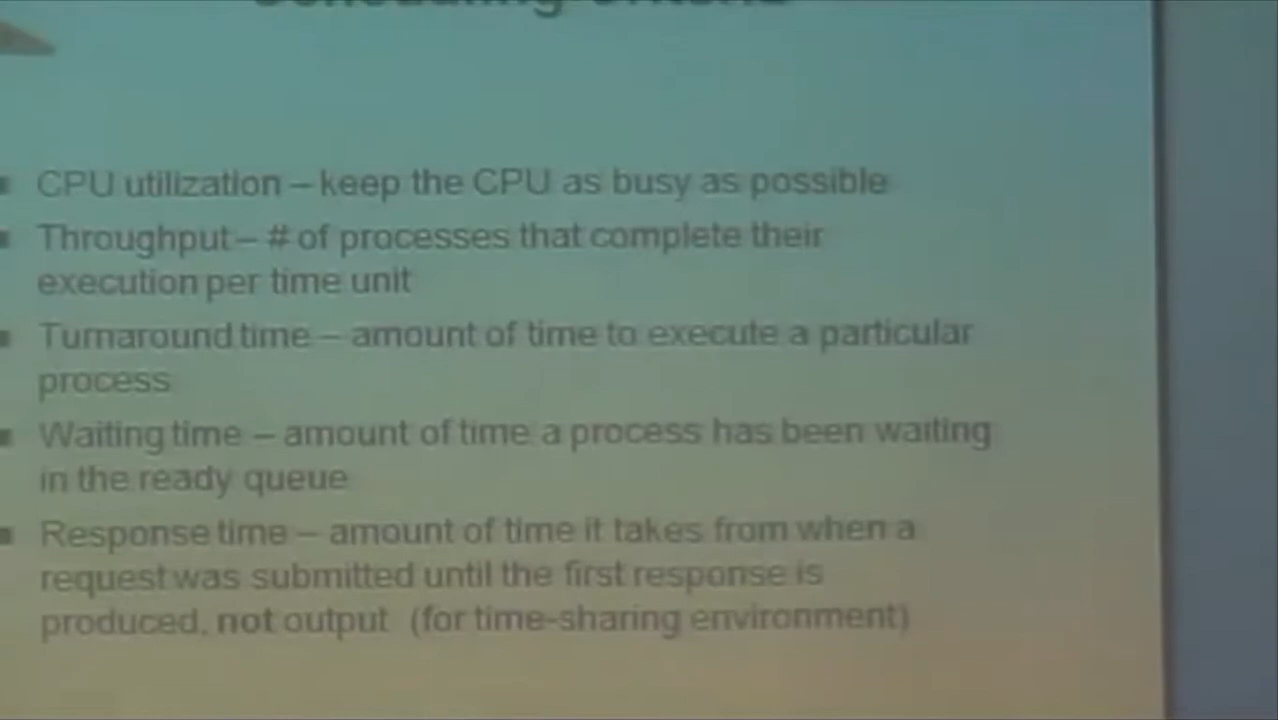 Scheduling Criteria
CPU utilization – keep the CPU as busy as possible
Throughput – # of processes that complete their
execution per time unit
Turnaround time – amount of time to execute a particular
process
Waiting time – amount of time a process has been waiting
in the ready queue
Response time – amount of time it takes from when a
request was submitted until the first response is
produced, not output (for time-sharing environment)